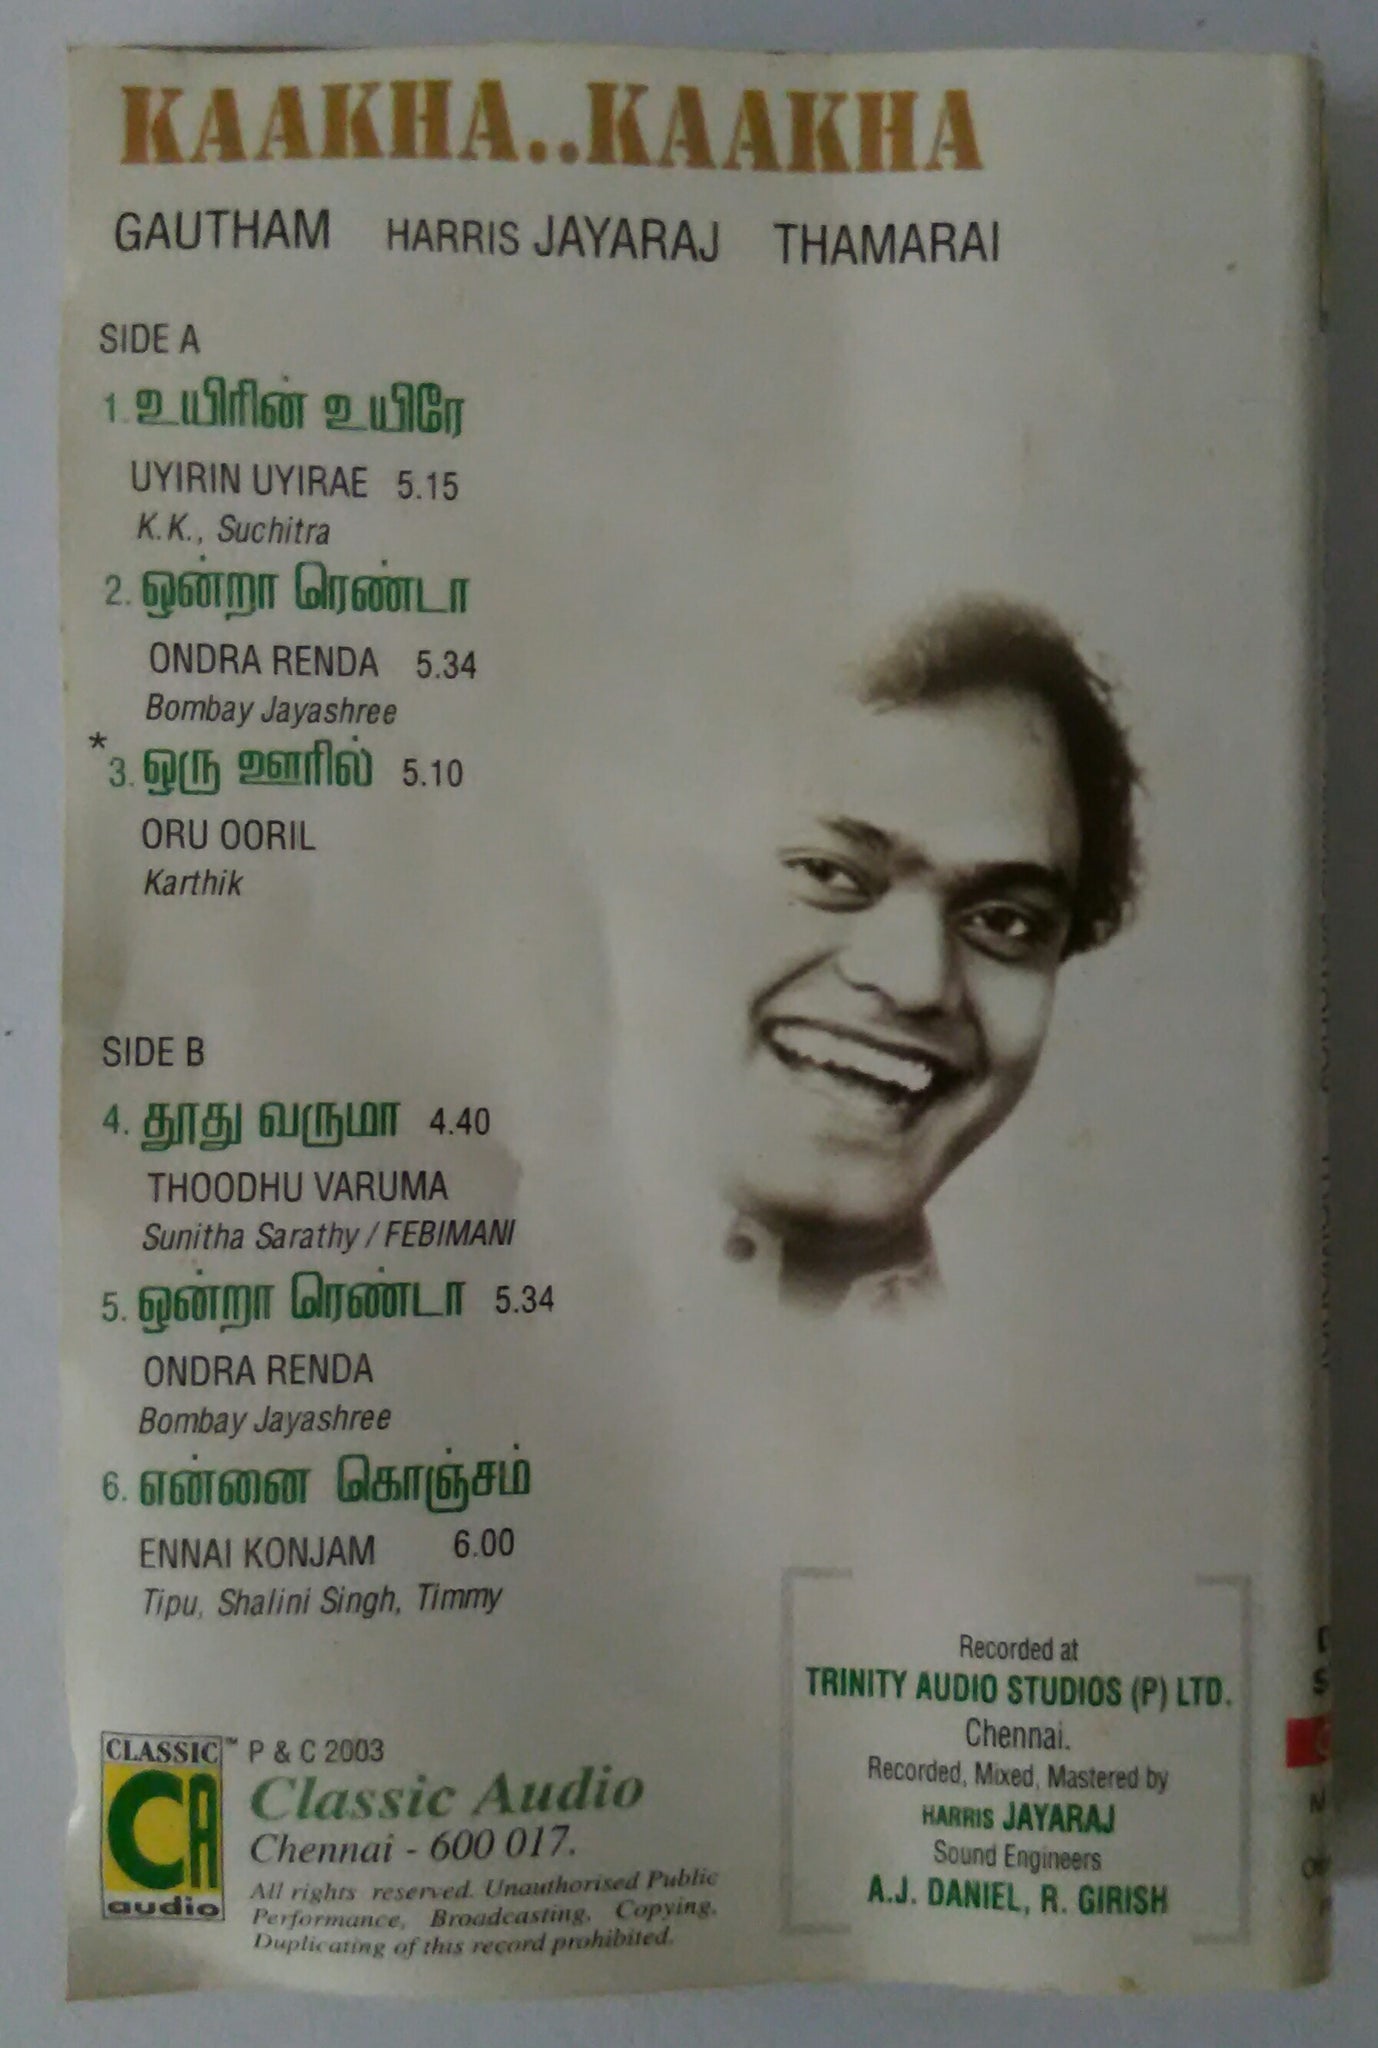 KAAKHA..KAAKHA
GAUTHAM HARRIS JAYARAJ THAMARAI
SIDE A
1. உயிரின் உயிரே
UYIRIN UYIRAE 5.15
K.K., Suchitra
2. ஒன்றா ரெண்டா
ONDRA RENDA 5.34
Bombay Jayashree
*3. ஒரு ஊரில் 5.10
ORU OORIL
Karthik
SIDE B
4. தூது வருமா 4.40
THOODHU VARUMA
Sunitha Sarathy / FEBIMANI
5. ஒன்றா ரெண்டா 5.34
ONDRA RENDA
Bombay Jayashree
6. என்னை கொஞ்சம்
ENNAI KONJAM 6.00
Tipu, Shalini Singh, Timmy
CLASSIC™
CA
audio
P & C 2003
Classic Audio
Chennai - 600 017.
All rights reserved. Unauthorised Public
Performance, Broadcasting, Copying,
Duplicating of this record prohibited.
Recorded at
TRINITY AUDIO STUDIOS (P) LTD.
Chennai.
Recorded, Mixed, Mastered by
HARRIS JAYARAJ
Sound Engineers
A.J. DANIEL, R. GIRISH